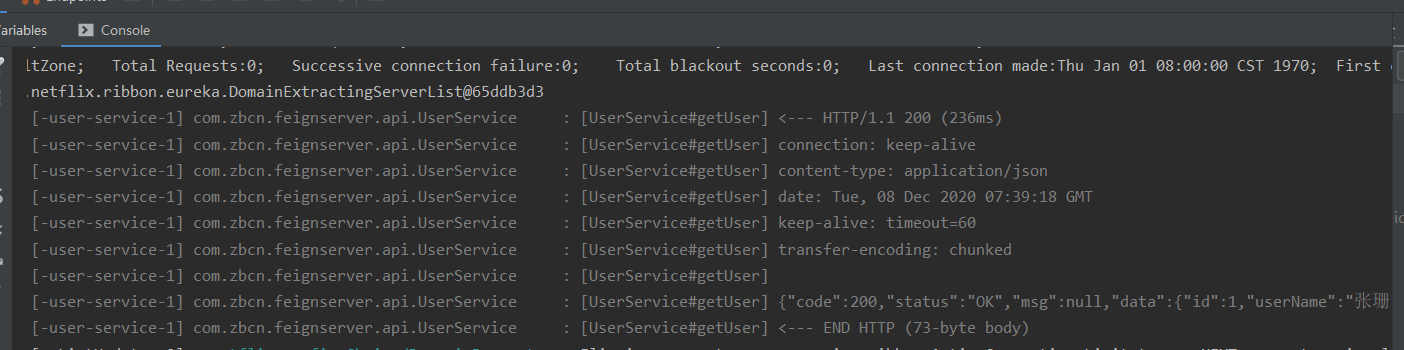 Endpoints
Variables Console
ltZone; Total Requests:0; Successive connection failure:0; Total blackout seconds:0; Last connection made:Thu Jan 01 08:00:00 CST 1970; First
.netflix.ribbon.eureka.DomainExtractingServerList@65ddb3d3
[-user-service-1] com.zbcn.feignserver.api.UserService : [UserService#getUser] <--- HTTP/1.1 200 (236ms)
[-user-service-1] com.zbcn.feignserver.api.UserService : [UserService#getUser] connection: keep-alive
[-user-service-1] com.zbcn.feignserver.api.UserService : [UserService#getUser] content-type: application/json
[-user-service-1] com.zbcn.feignserver.api.UserService : [UserService#getUser] date: Tue, 08 Dec 2020 07:39:18 GMT
[-user-service-1] com.zbcn.feignserver.api.UserService : [UserService#getUser] keep-alive: timeout=60
[-user-service-1] com.zbcn.feignserver.api.UserService : [UserService#getUser] transfer-encoding: chunked
[-user-service-1] com.zbcn.feignserver.api.UserService : [UserService#getUser]
[-user-service-1] com.zbcn.feignserver.api.UserService : [UserService#getUser] {"code":200,"status":"OK","msg":null,"data":{"id":1,"userName":"张珊
[-user-service-1] com.zbcn.feignserver.api.UserService : [UserService#getUser] <--- END HTTP (73-byte body)